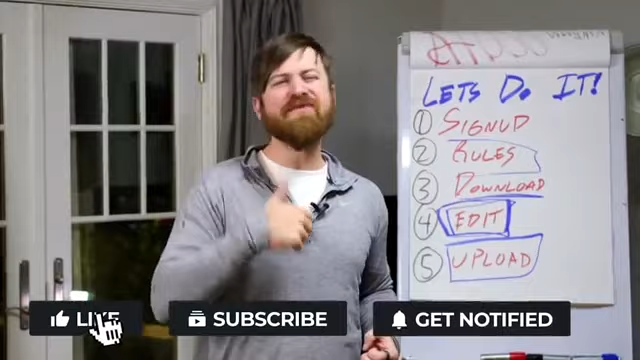 LETS DO IT!
1 SIGNUP
2 RULES
3 DOWNLOAD
4 EDIT
5 UPLOAD
LIKE
SUBSCRIBE
GET NOTIFIED